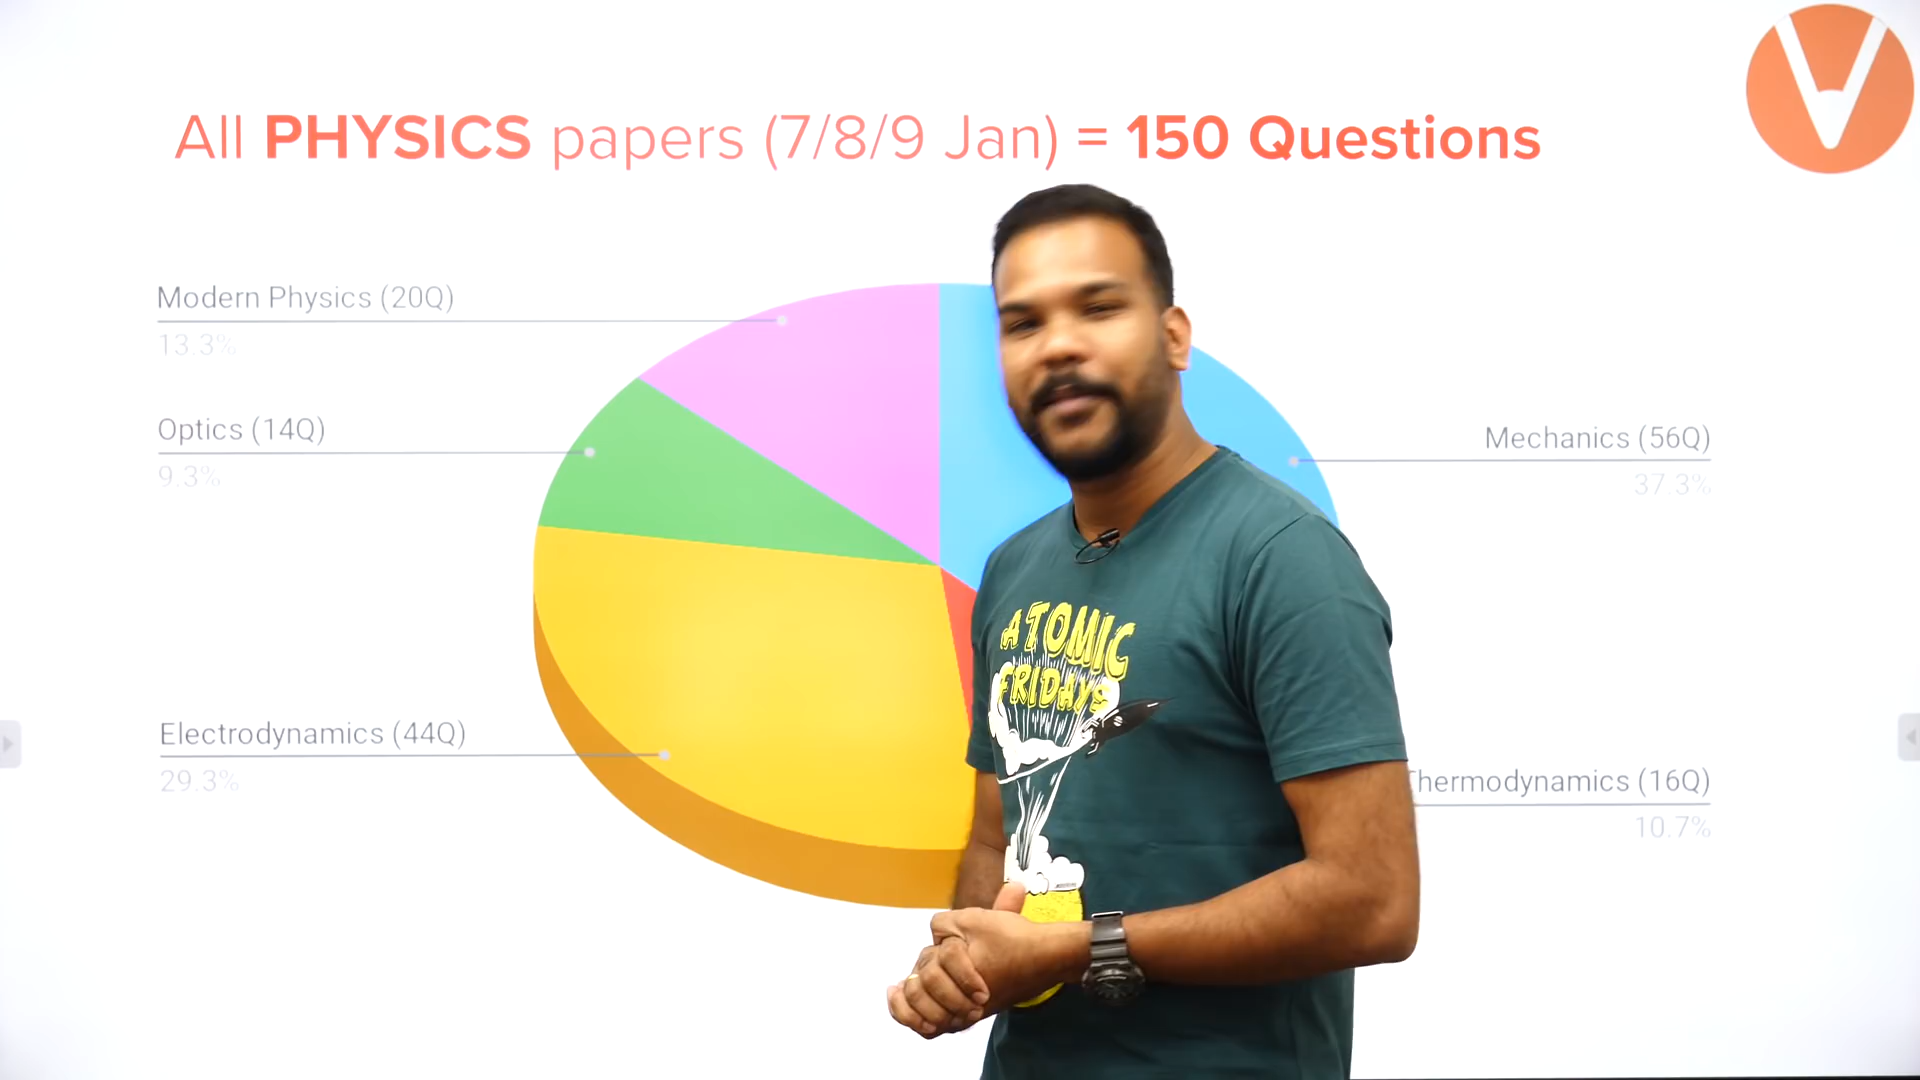 All PHYSICS papers (7/8/9 Jan) = 150 Questions
Modern Physics (20Q)
13.3%
Optics (14Q)
9.3%
Electrodynamics (44Q)
29.3%
Mechanics (56Q)
37.3%
Thermodynamics (16Q)
10.7%
ATOMIC
FRIDAYS